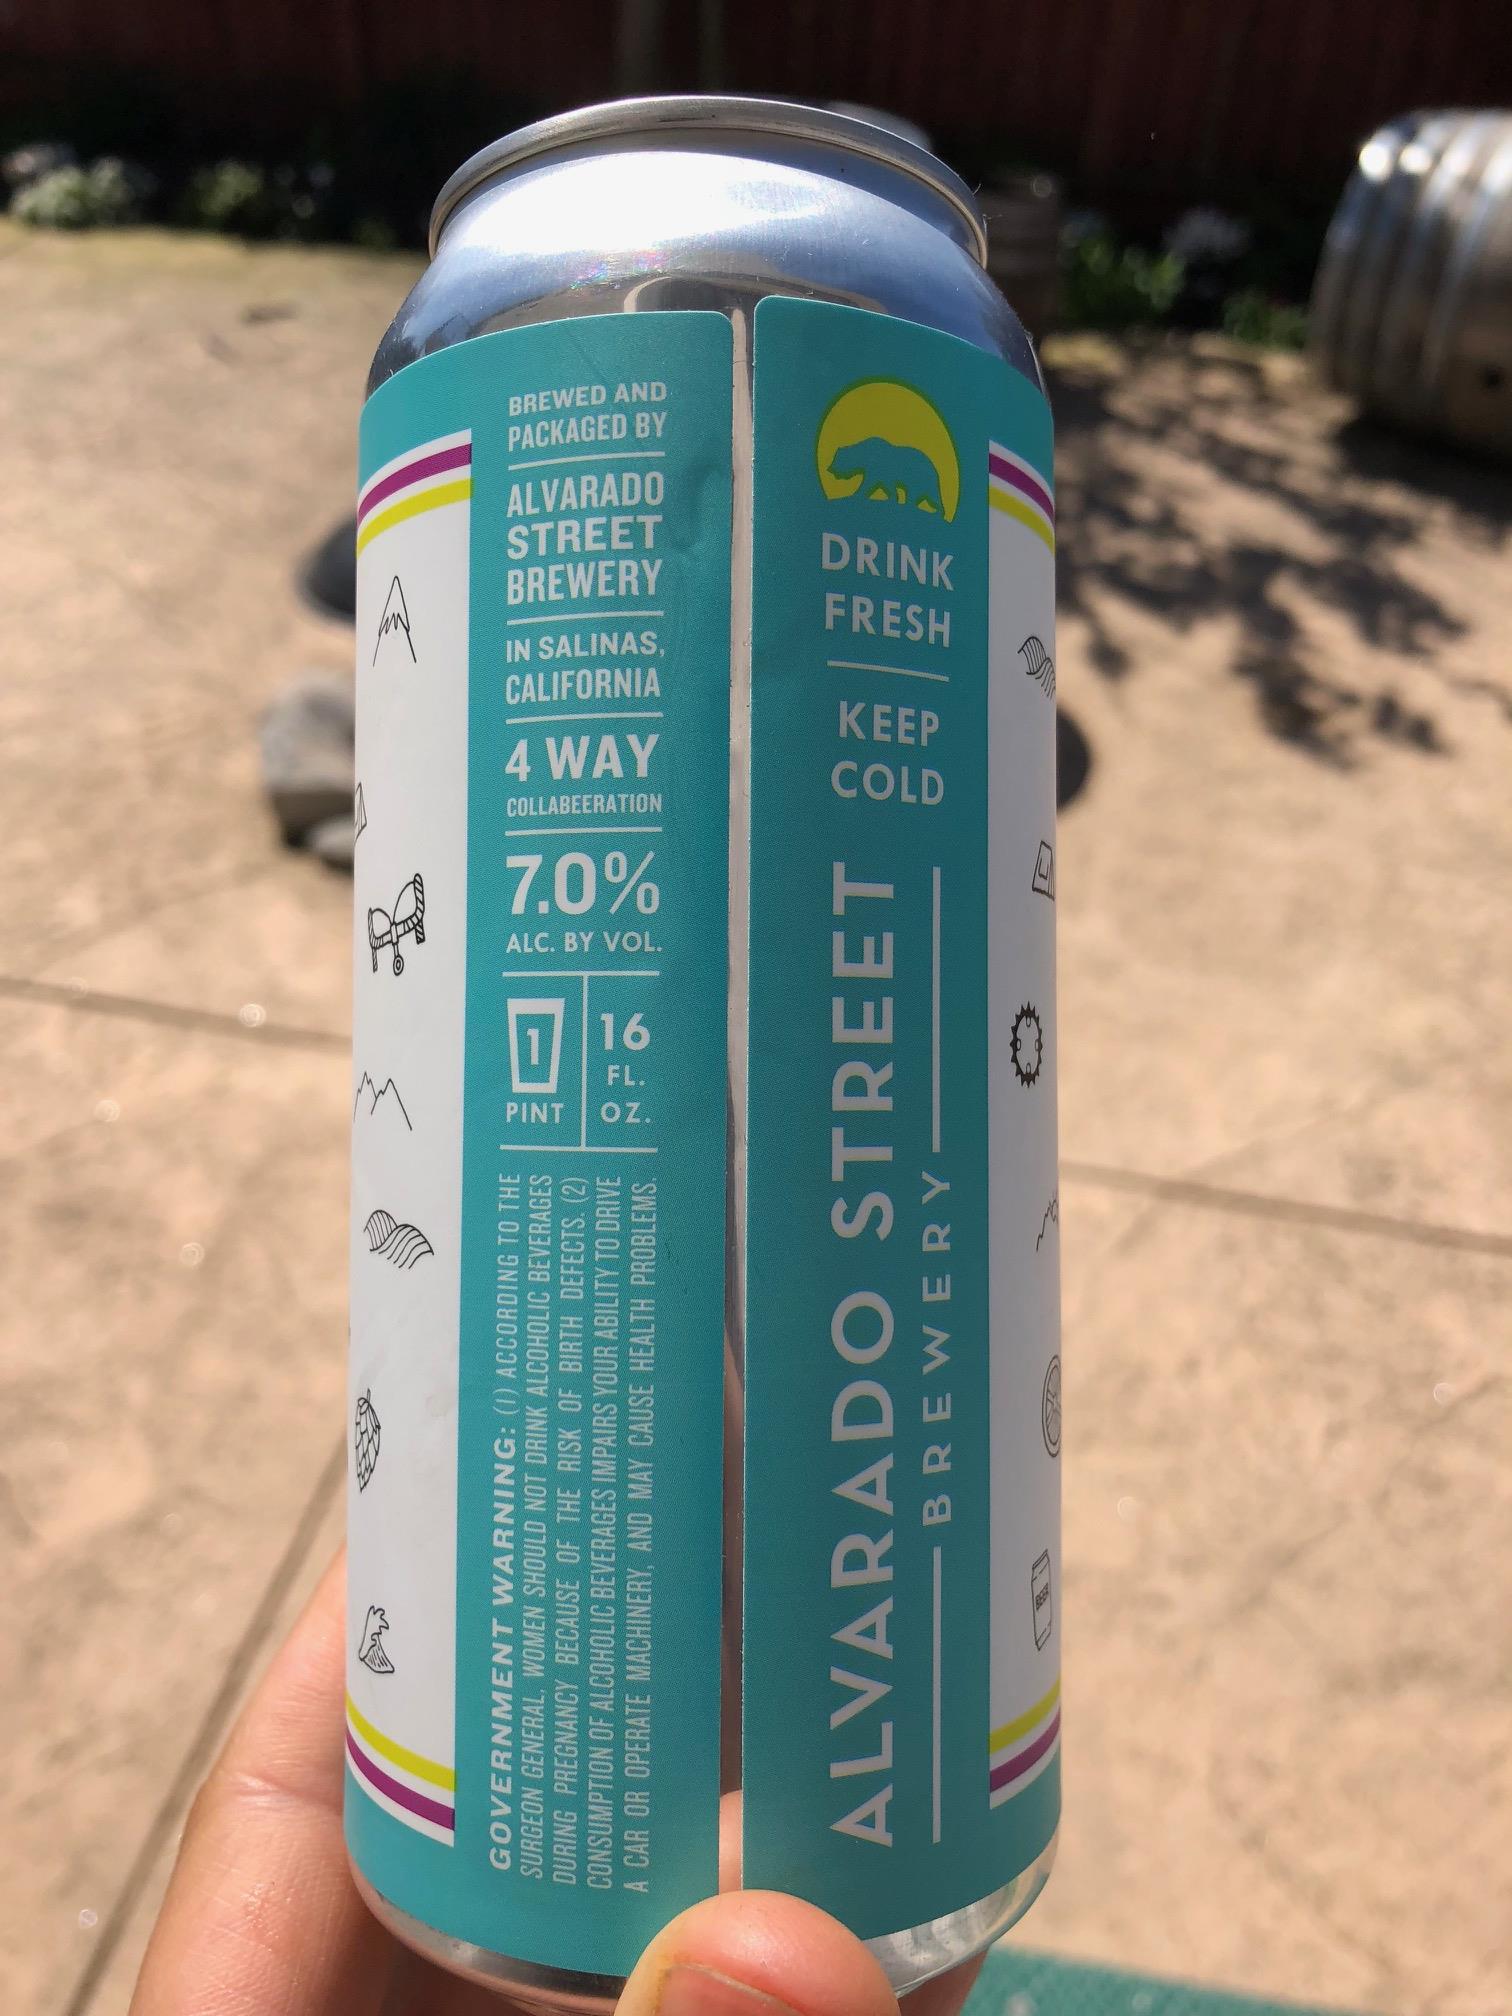 BREWED AND
PACKAGED BY
ALVARADO
STREET
BREWERY
IN SALINAS,
CALIFORNIA
4 WAY
COLLABEERATION
7.0%
ALC. BY VOL.
1
PINT
16
FL.
OZ.
GOVERNMENT WARNING: (1) ACCORDING TO THE
SURGEON GENERAL, WOMEN SHOULD NOT DRINK ALCOHOLIC BEVERAGES
DURING PREGNANCY BECAUSE OF THE RISK OF BIRTH DEFECTS. (2)
CONSUMPTION OF ALCOHOLIC BEVERAGES IMPAIRS YOUR ABILITY TO DRIVE
A CAR OR OPERATE MACHINERY, AND MAY CAUSE HEALTH PROBLEMS.
DRINK
FRESH
KEEP
COLD
ALVARADO STREET
BREWERY
BEER